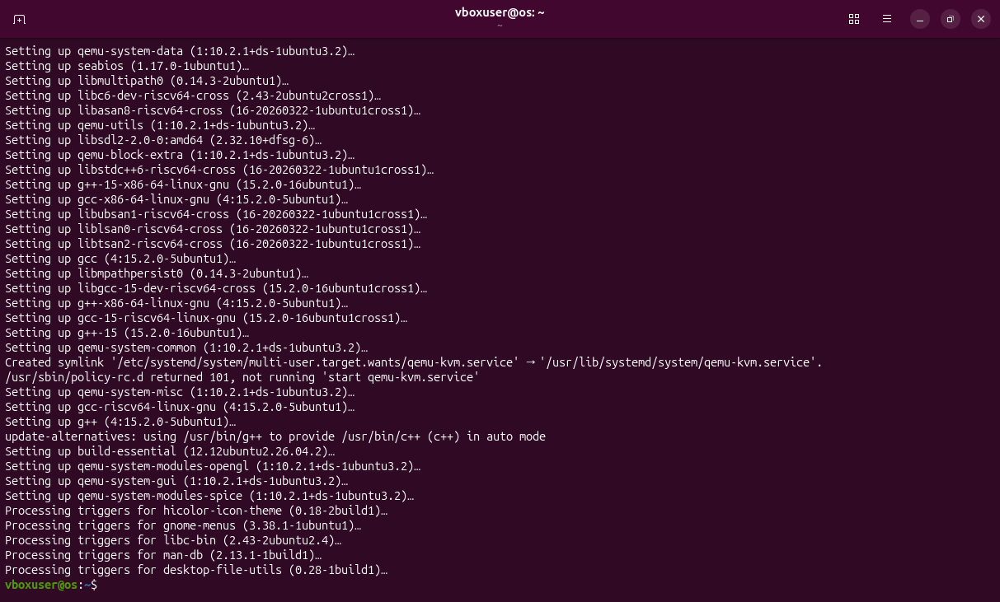 vboxuser@os: ~
~
Setting up qemu-system-data (1:10.2.1+ds-1ubuntu3.2)…
Setting up seabios (1.17.0-1ubuntu1)…
Setting up libmultipath0 (0.14.3-2ubuntu1)…
Setting up libc6-dev-riscv64-cross (2.43-2ubuntu2cross1)…
Setting up libasan8-riscv64-cross (16-20260322-1ubuntu1cross1)…
Setting up qemu-utils (1:10.2.1+ds-1ubuntu3.2)…
Setting up libsdl2-2.0-0:amd64 (2.32.10+dfsg-6)…
Setting up qemu-block-extra (1:10.2.1+ds-1ubuntu3.2)…
Setting up libstdc++6-riscv64-cross (16-20260322-1ubuntu1cross1)…
Setting up g++-15-x86-64-linux-gnu (15.2.0-16ubuntu1)…
Setting up gcc-x86-64-linux-gnu (4:15.2.0-5ubuntu1)…
Setting up libubsan1-riscv64-cross (16-20260322-1ubuntu1cross1)…
Setting up liblsan0-riscv64-cross (16-20260322-1ubuntu1cross1)…
Setting up libtsan2-riscv64-cross (16-20260322-1ubuntu1cross1)…
Setting up gcc (4:15.2.0-5ubuntu1)…
Setting up libmpathpersist0 (0.14.3-2ubuntu1)…
Setting up libgcc-15-dev-riscv64-cross (15.2.0-16ubuntu1cross1)…
Setting up g++-x86-64-linux-gnu (4:15.2.0-5ubuntu1)…
Setting up gcc-15-riscv64-linux-gnu (15.2.0-16ubuntu1cross1)…
Setting up g++-15 (15.2.0-16ubuntu1)…
Setting up qemu-system-common (1:10.2.1+ds-1ubuntu3.2)…
Created symlink '/etc/systemd/system/multi-user.target.wants/qemu-kvm.service' → '/usr/lib/systemd/system/qemu-kvm.service'.
/usr/sbin/policy-rc.d returned 101, not running 'start qemu-kvm.service'
Setting up qemu-system-misc (1:10.2.1+ds-1ubuntu3.2)…
Setting up gcc-riscv64-linux-gnu (4:15.2.0-5ubuntu1)…
Setting up g++ (4:15.2.0-5ubuntu1)…
update-alternatives: using /usr/bin/g++ to provide /usr/bin/c++ (c++) in auto mode
Setting up build-essential (12.12ubuntu2.26.04.2)…
Setting up qemu-system-modules-opengl (1:10.2.1+ds-1ubuntu3.2)…
Setting up qemu-system-gui (1:10.2.1+ds-1ubuntu3.2)…
Setting up qemu-system-modules-spice (1:10.2.1+ds-1ubuntu3.2)…
Processing triggers for hicolor-icon-theme (0.18-2build1)…
Processing triggers for gnome-menus (3.38.1-1ubuntu1)…
Processing triggers for libc-bin (2.43-2ubuntu2.4)…
Processing triggers for man-db (2.13.1-1build1)…
Processing triggers for desktop-file-utils (0.28-1build1)…
vboxuser@os:~$